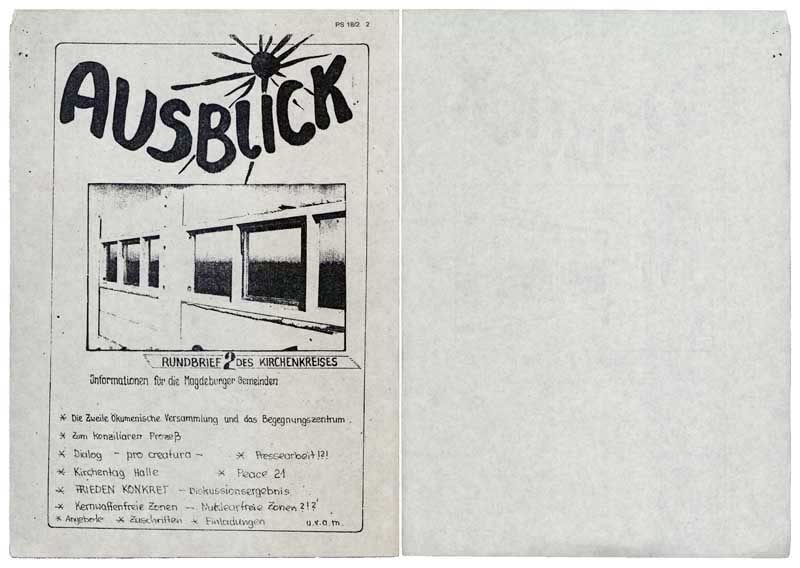 PS 18/2 2
AUSBLICK
RUNDBRIEF 2 DES KIRCHENKREISES
Informationen für die Magdeburger Gemeinden
* Die Zweite Ökumenische Versammlung und das Begegnungszentrum.
* Zum Konziliaren Prozeß
* Dialog - pro creatura - * Pressearbeit!?!
* Kirchentag Halle * Peace 21
* FRIEDEN KONKRET - Diskussionsergebnis
* Kernwaffenfreie Zonen - Nuklearfreie Zonen?!?
* Angebote * Zuschriften * Einladungen u.v.a.m.